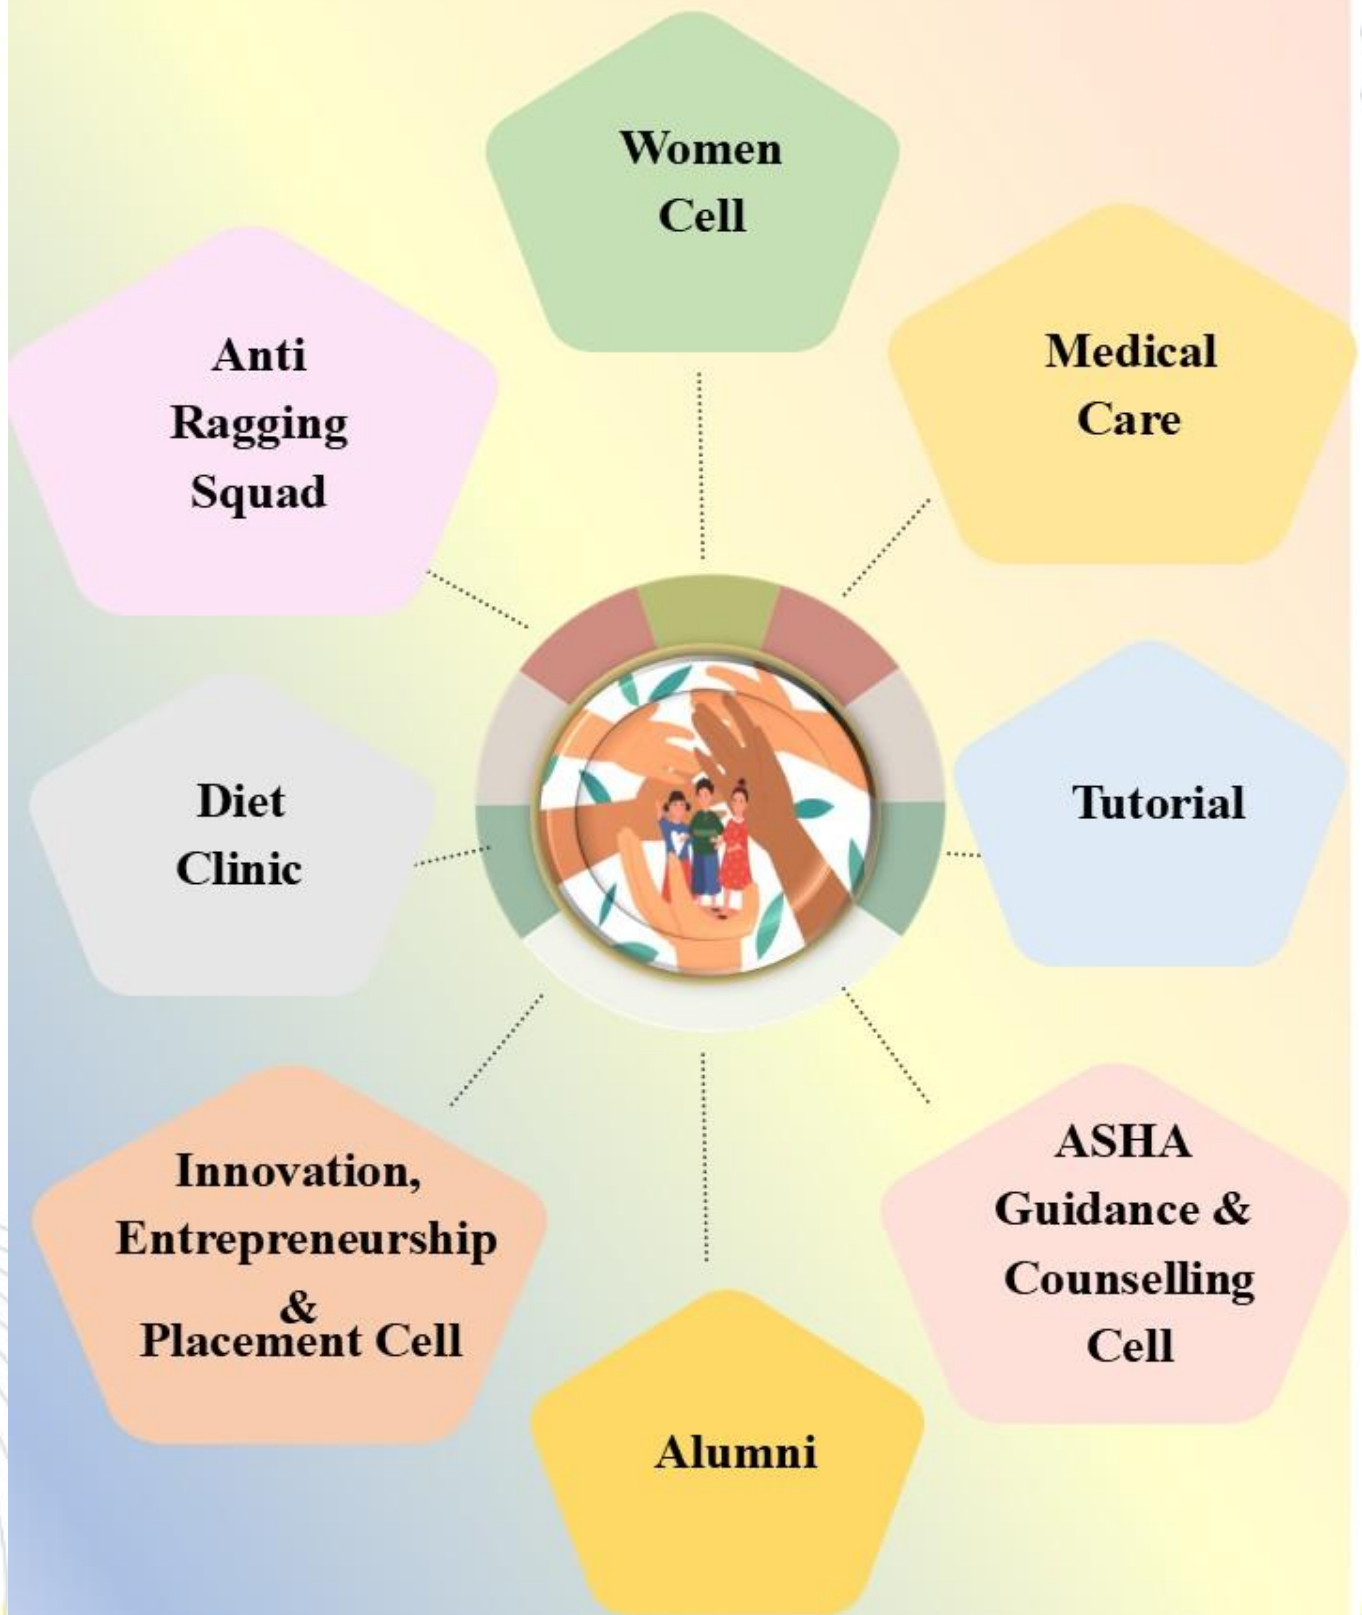 Women
Cell
Medical
Care
Anti
Ragging
Squad
Tutorial
Diet
Clinic
ASHA
Guidance &
Counselling
Cell
Innovation,
Entrepreneurship
&
Placement Cell
Alumni